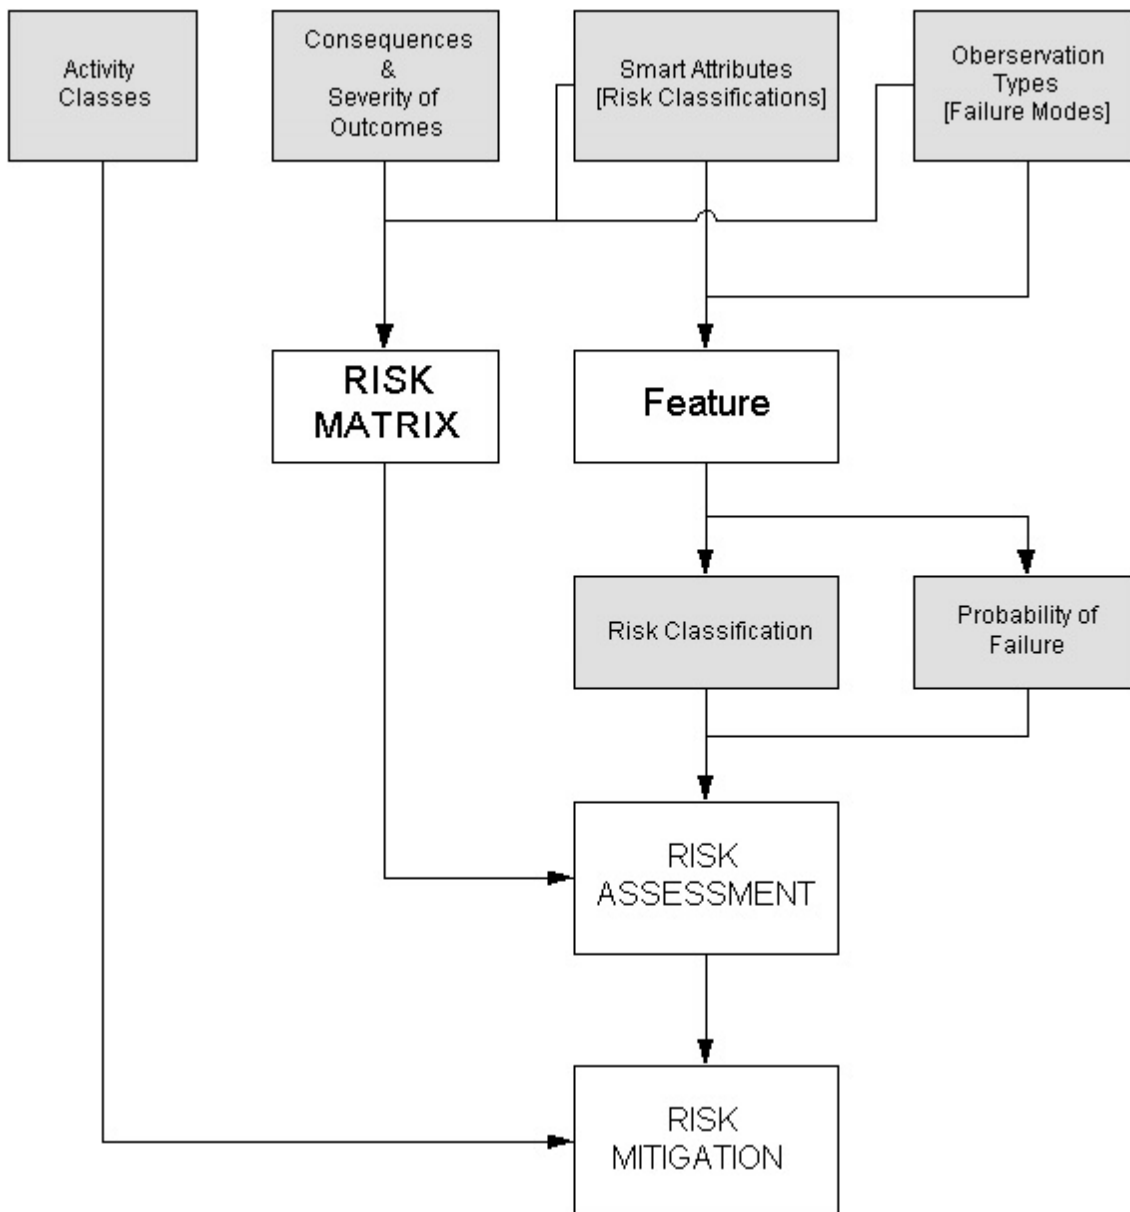 Activity
Classes
Consequences
&
Severity of
Outcomes
Smart Attributes
[Risk Classifications]
Oberservation
Types
[Failure Modes]
RISK
MATRIX
Feature
Risk Classification
Probability of
Failure
RISK
ASSESSMENT
RISK
MITIGATION